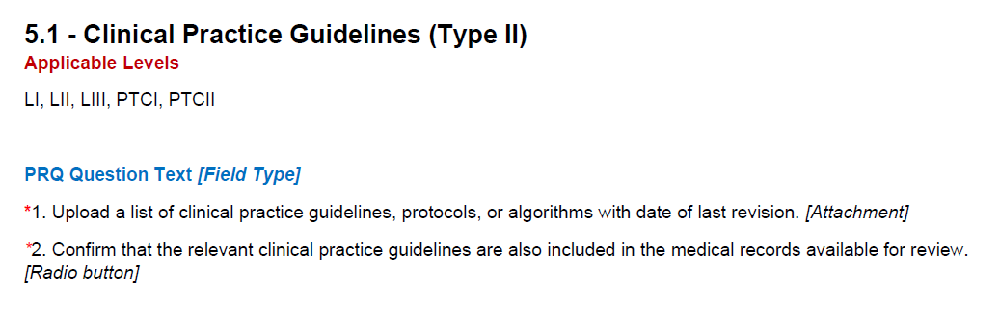 5.1 - Clinical Practice Guidelines (Type II)
Applicable Levels
LI, LII, LIII, PTCI, PTCII
PRQ Question Text [Field Type]
*1. Upload a list of clinical practice guidelines, protocols, or algorithms with date of last revision. [Attachment]
*2. Confirm that the relevant clinical practice guidelines are also included in the medical records available for review.
[Radio button]